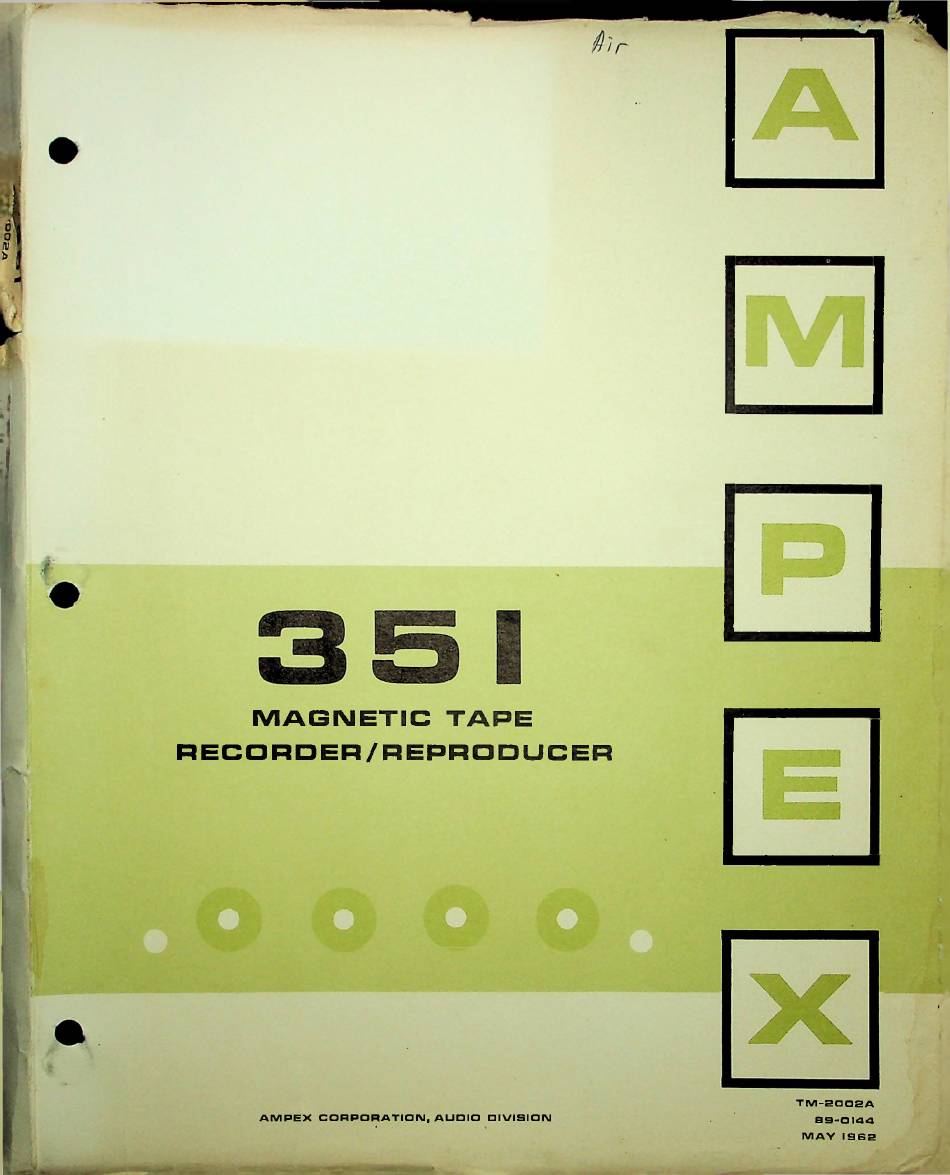 Air
A
M
P
E
X
351
MAGNETIC TAPE
RECORDER/REPRODUCER
AMPEX CORPORATION, AUDIO DIVISION
TM-2002A
89-0144
MAY 1962